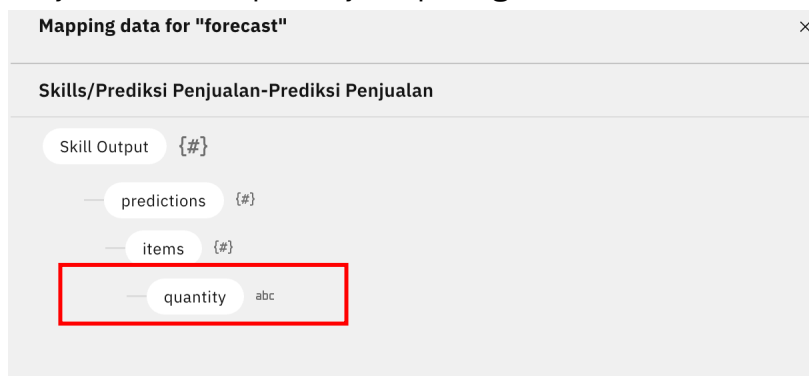 Mapping data for "forecast"
Skills/Prediksi Penjualan-Prediksi Penjualan
Skill Output {#}
predictions {#}
items {#}
quantity abc